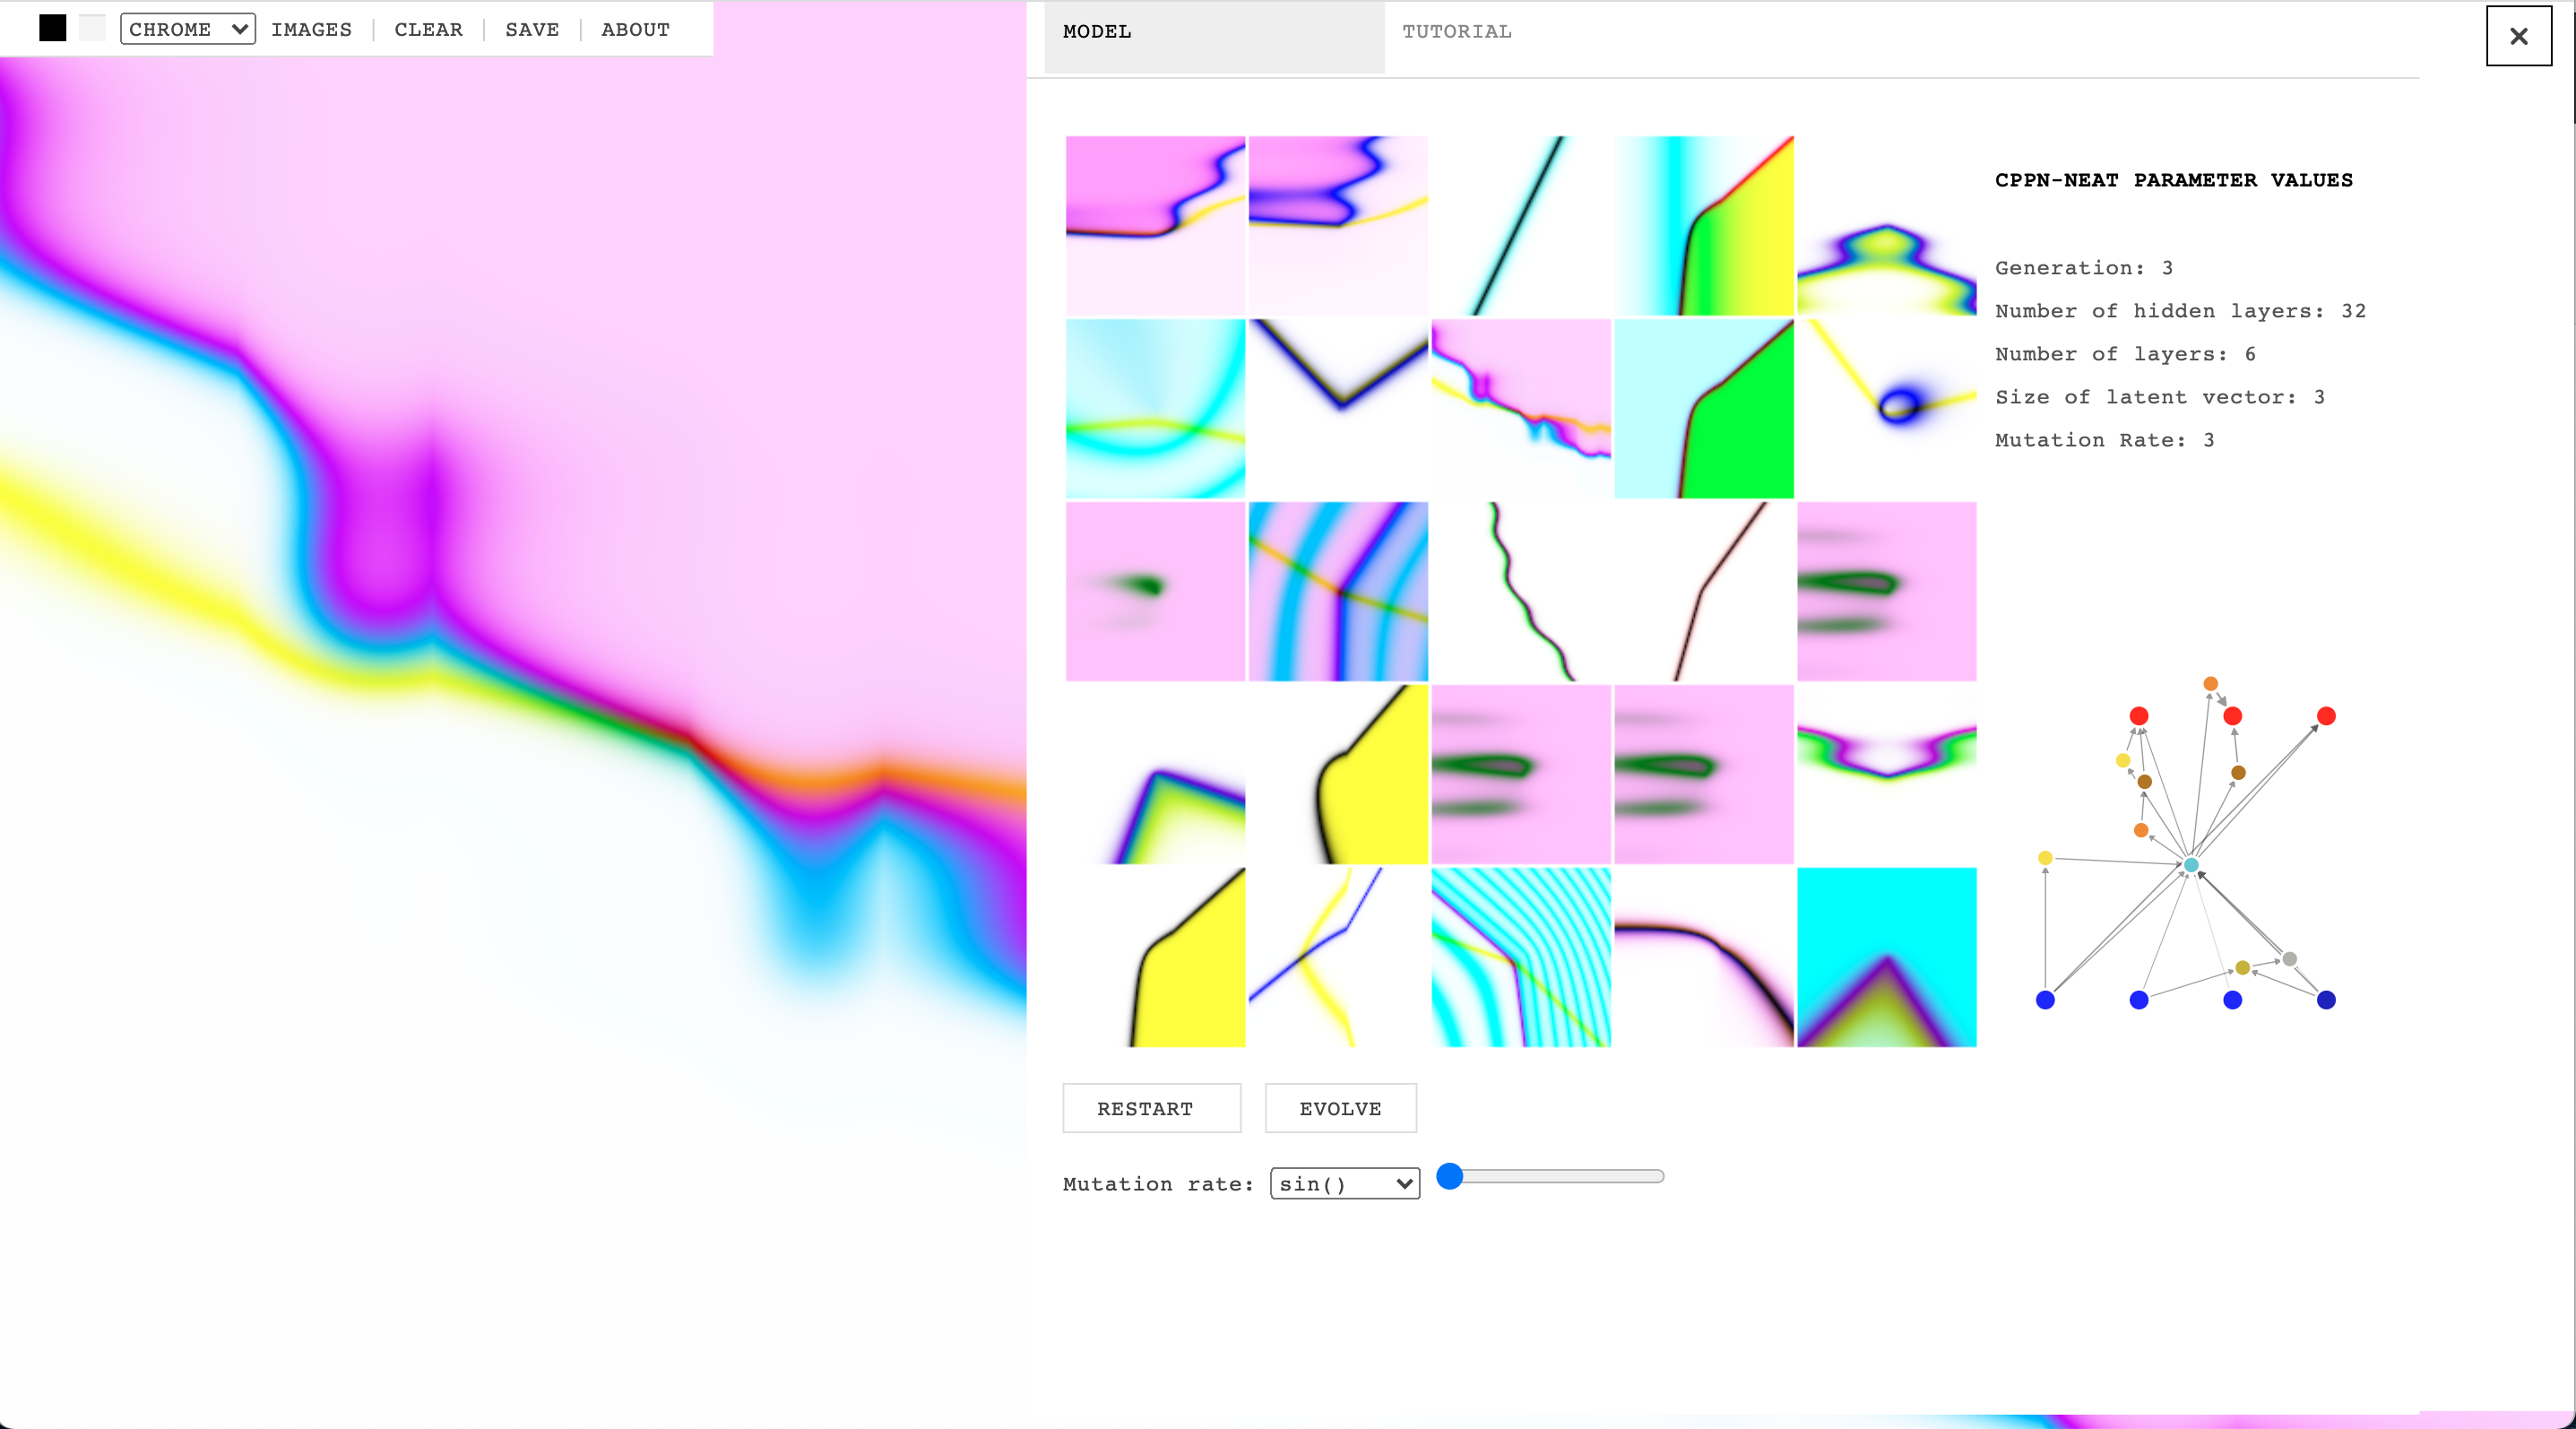 CHROME IMAGES CLEAR SAVE ABOUT
MODEL TUTORIAL
CPPN-NEAT PARAMETER VALUES
Generation: 3
Number of hidden layers: 32
Number of layers: 6
Size of latent vector: 3
Mutation Rate: 3
RESTART EVOLVE
Mutation rate: sin()